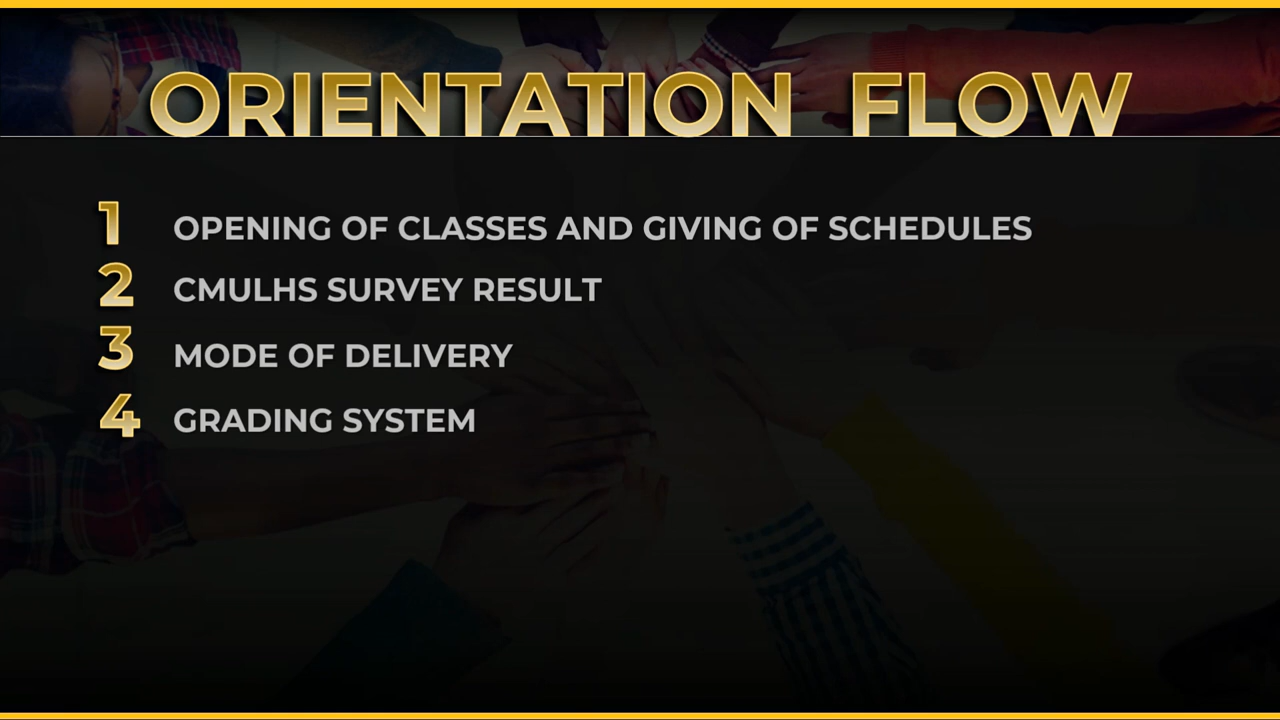 ORIENTATION FLOW
1 OPENING OF CLASSES AND GIVING OF SCHEDULES
2 CMULHS SURVEY RESULT
3 MODE OF DELIVERY
4 GRADING SYSTEM